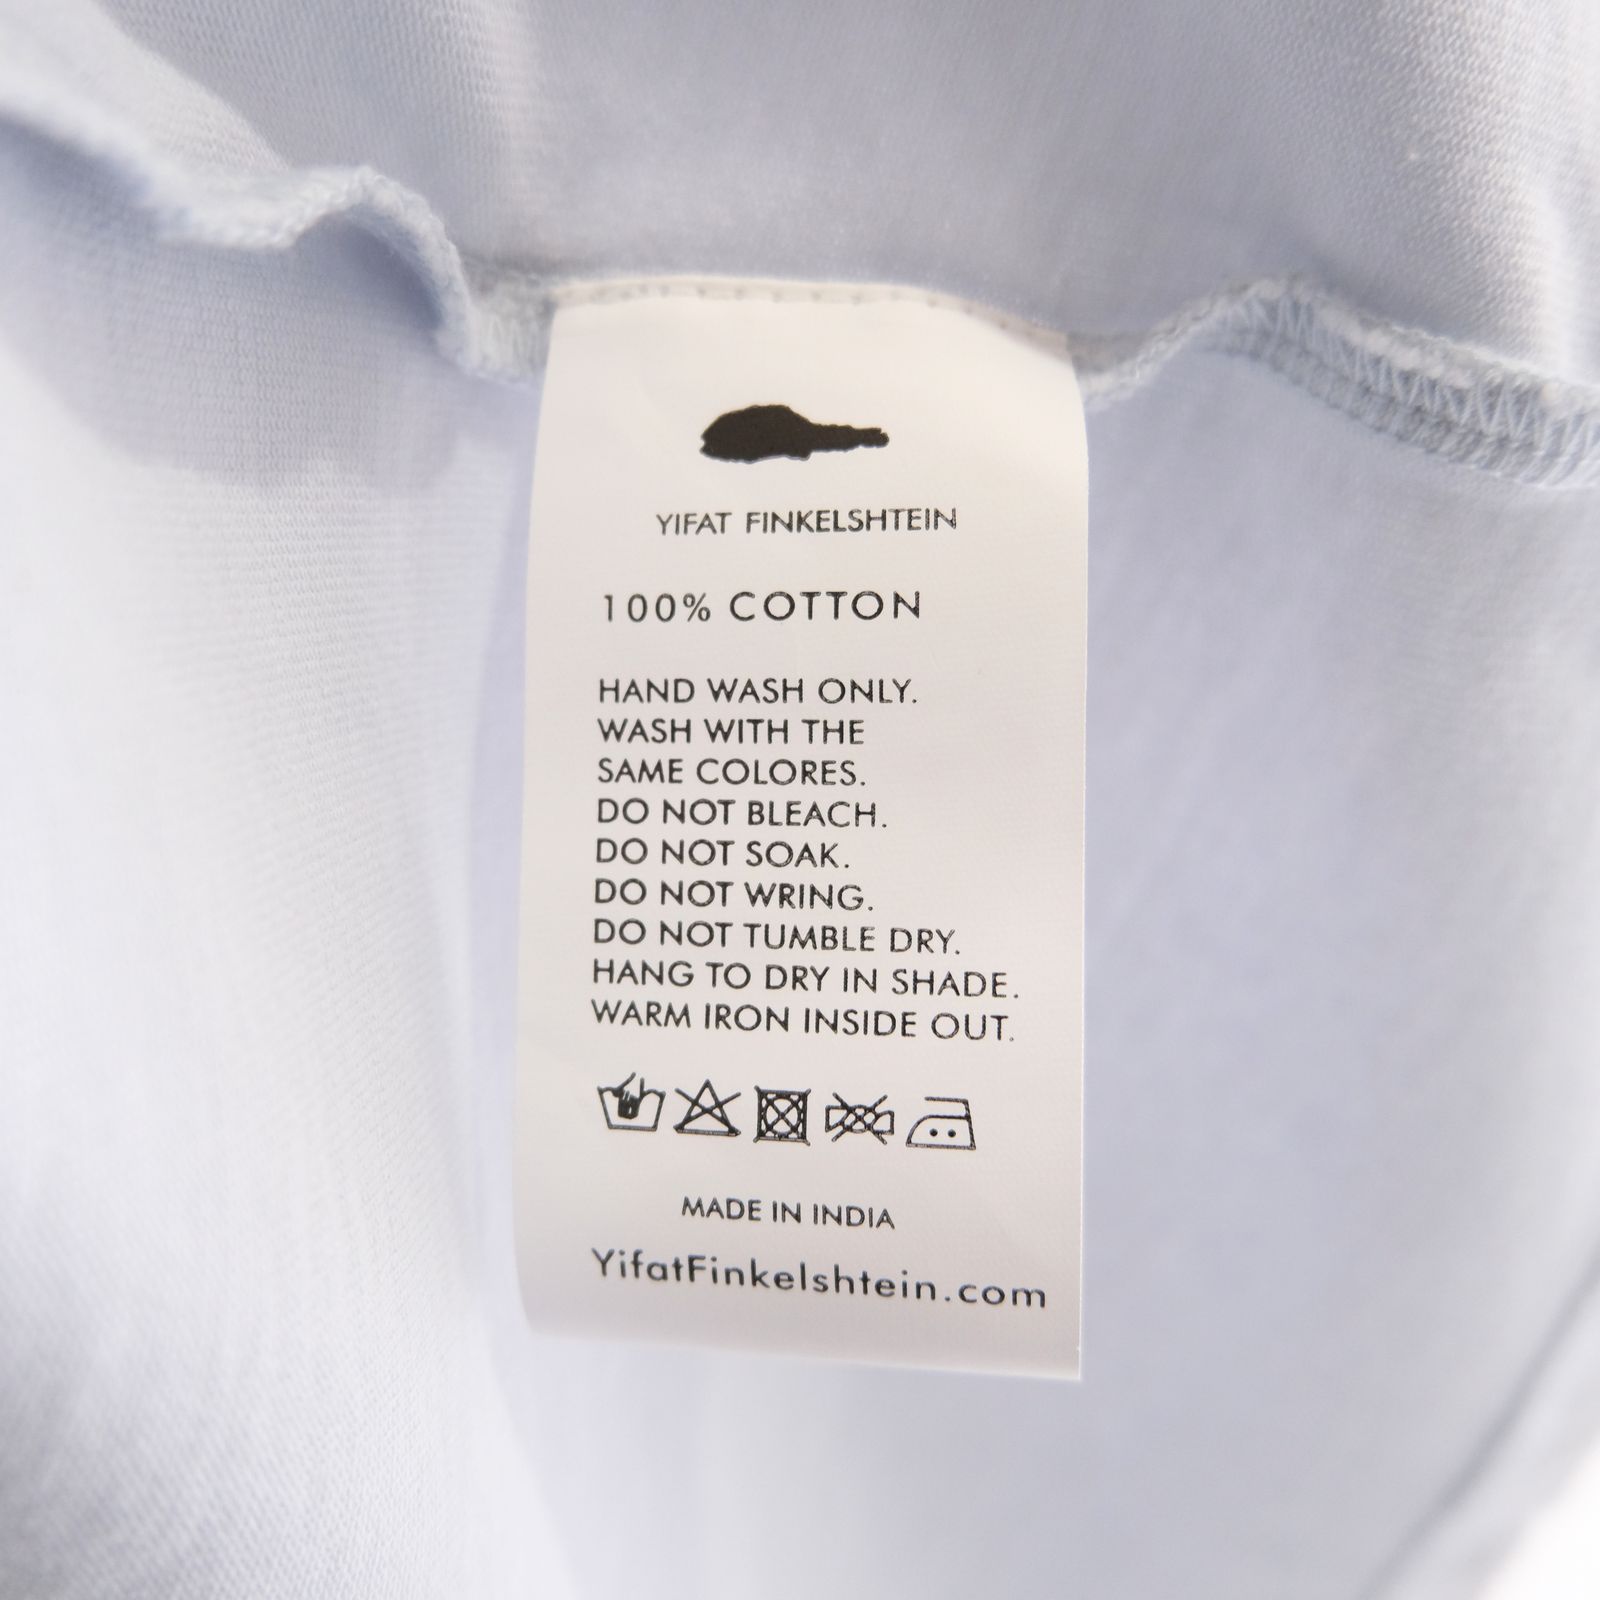 YIFAT FINKELSHTEIN
100% COTTON
HAND WASH ONLY.
WASH WITH THE
SAME COLORES.
DO NOT BLEACH.
DO NOT SOAK.
DO NOT WRING.
DO NOT TUMBLE DRY.
HANG TO DRY IN SHADE.
WARM IRON INSIDE OUT.
MADE IN INDIA
YifatFinkelshtein.com